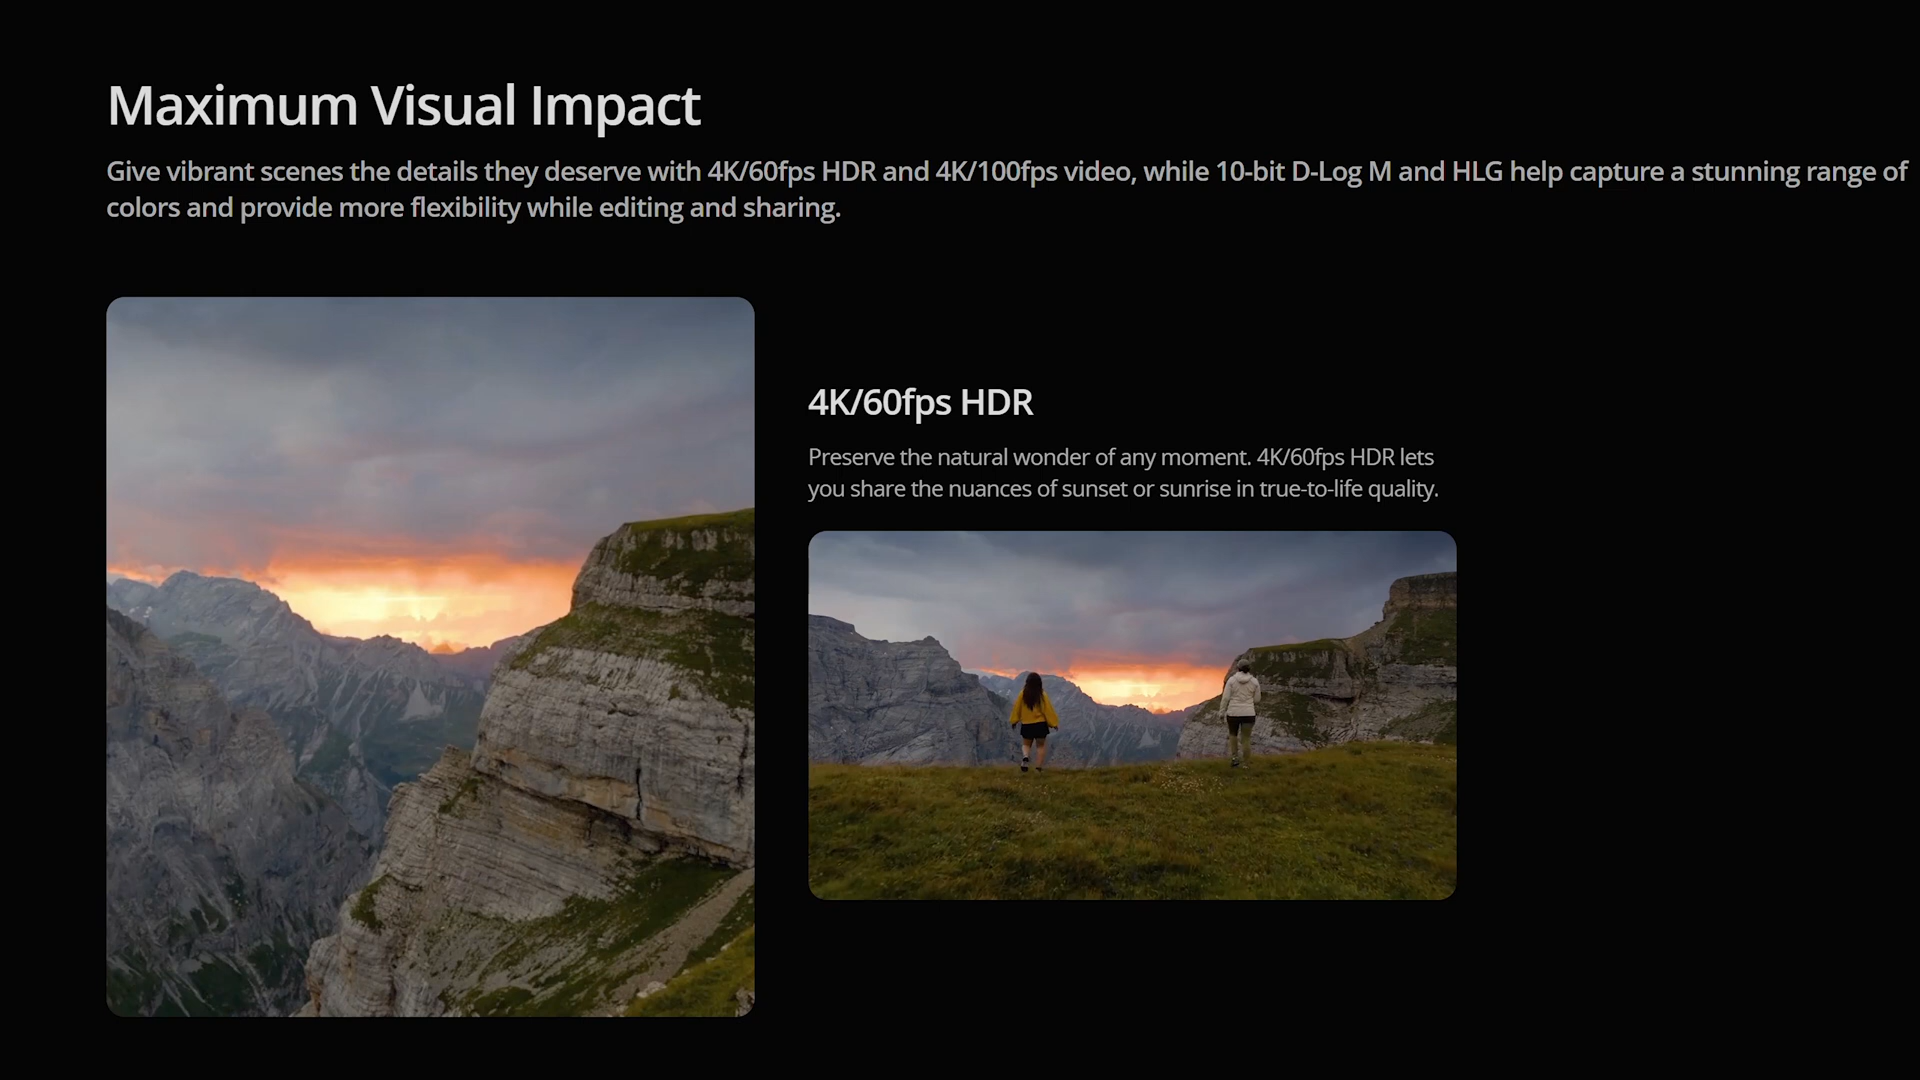 Maximum Visual Impact
Give vibrant scenes the details they deserve with 4K/60fps HDR and 4K/100fps video, while 10-bit D-Log M and HLG help capture a stunning range of
colors and provide more flexibility while editing and sharing.
4K/60fps HDR
Preserve the natural wonder of any moment. 4K/60fps HDR lets
you share the nuances of sunset or sunrise in true-to-life quality.